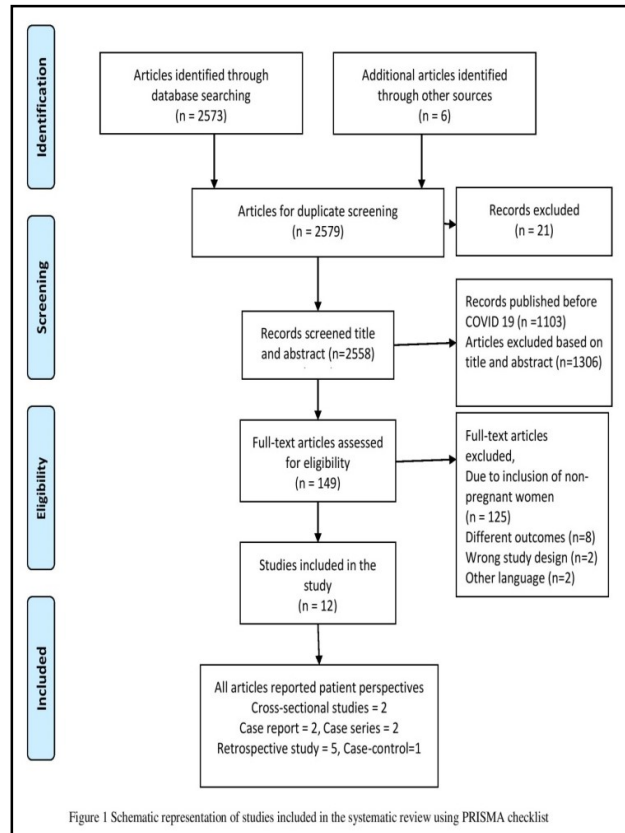 Identification
Articles identified through
database searching
(n = 2573)
Additional articles identified
through other sources
(n = 6)
Articles for duplicate screening
(n = 2579)
Records excluded
(n = 21)
Screening
Records screened title
and abstract (n=2558)
Records published before
COVID 19 (n =1103)
Articles excluded based on
title and abstract (n=1306)
Eligibility
Full-text articles assessed
for eligibility
(n = 149)
Full-text articles
excluded,
Due to inclusion of non-
pregnant women
(n = 125)
Different outcomes (n=8)
Wrong study design (n=2)
Other language (n=2)
Studies included in the
study
(n = 12)
Included
All articles reported patient perspectives
Cross-sectional studies = 2
Case report = 2, Case series = 2
Retrospective study = 5, Case-control=1
Figure 1 Schematic representation of studies included in the systematic review using PRISMA checklist